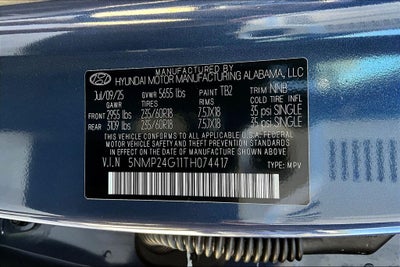 MANUFACTURED BY
HYUNDAI MOTOR MANUFACTURING ALABAMA, LLC
Jul/09/25 GVWR 5655 lbs PAINT TB2 TRIM NNB
GAWR TIRE RIM COLD
FRONT 2955 lbs 235/60R18 7.5JX18 35 psi SINGLE
REAR 3109 lbs 235/60R18 7.5JX18 35 psi SINGLE
THIS VEHICLE CONFORMS TO ALL APPLICABLE U.S.A. FEDERAL MOTOR
VEHICLE SAFETY AND THEFT PREVENTION STANDARDS IN
EFFECT ON THE DATE OF MANUFACTURE SHOWN ABOVE
V.I.N 5NMP24G11TH074417 TYPE: MPV